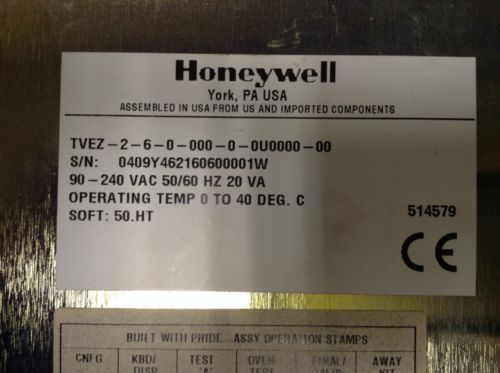 Honeywell
York, PA USA
ASSEMBLED IN USA FROM US AND IMPORTED COMPONENTS
TVEZ-2-6-0-000-0-0U0000-00
S/N: 0409Y462160600001W
90-240 VAC 50/60 HZ 20 VA
OPERATING TEMP 0 TO 40 DEG. C
SOFT: 50.HT
514579
CE
BUILT WITH PRIDE ASSY OPERATION STAMPS
CNFG KBD/ TEST OVEN FINAL/ AWAY
DISP 'A' TEST KIT